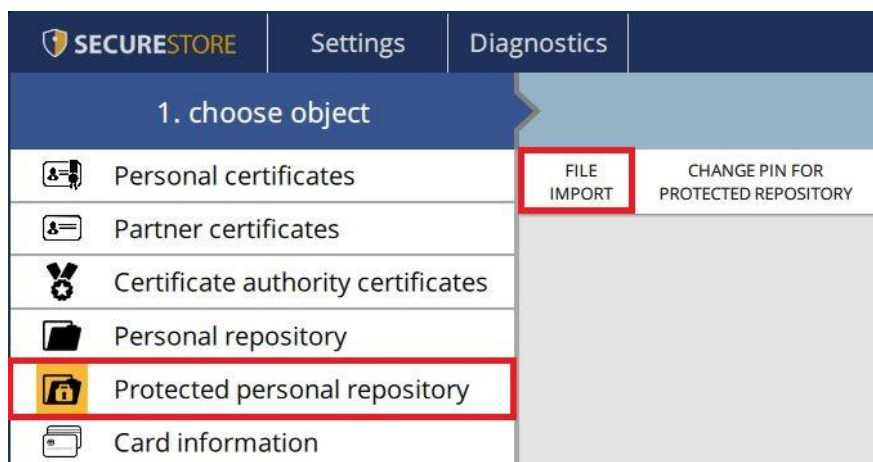 SECURESTORE Settings Diagnostics
1. choose object
Personal certificates
FILE
IMPORT
CHANGE PIN FOR
PROTECTED REPOSITORY
Partner certificates
Certificate authority certificates
Personal repository
Protected personal repository
Card information